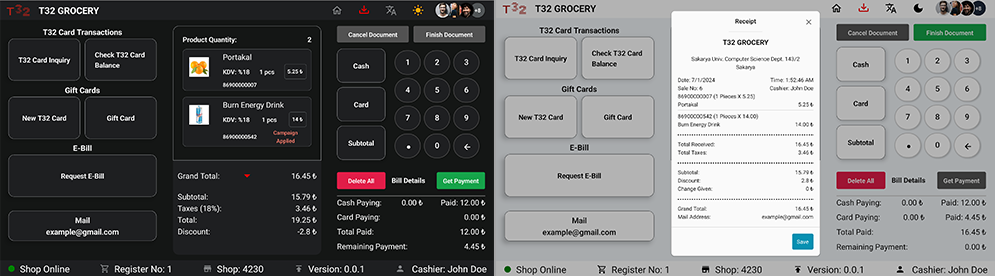 T32 T32 GROCERY
+8
T32 Card Transactions
T32 Card Inquiry
Check T32 Card
Balance
Gift Cards
New T32 Card
Gift Card
E-Bill
Request E-Bill
Mail
example@gmail.com
Product Quantity: 2
Portakal
KDV: %18 1 pcs 5.25 ₺
86900000007
Burn Energy Drink
KDV: %18 1 pcs 14 ₺
86900000542
Campaign
Applied
Grand Total: 16.45 ₺
Subtotal: 15.79 ₺
Taxes (18%): 3.46 ₺
Total: 19.25 ₺
Discount: -2.8 ₺
Cancel Document
Finish Document
Cash
Card
Subtotal
1 2 3
4 5 6
7 8 9
• 0 ←
Delete All
Bill Details
Get Payment
Cash Paying: 0.00 ₺ Paid: 12.00 ₺
Card Paying: 0.00 ₺ Paid: 0.00 ₺
Total Paid: 12.00 ₺
Remaining Payment: 4.45 ₺
Shop Online
Register No: 1
Shop: 4230
Version: 0.0.1
Cashier: John Doe
T32 T32 GROCERY
+8
T32 Card Transactions
T32 Card Inquiry
Check T32 Card
Balance
Gift Cards
New T32 Card
Gift Card
E-Bill
Request E-Bill
Mail
example@gmail.com
Receipt
T32 GROCERY
Sakarya Univ. Computer Science Dept. 143/2
Sakarya
Date: 7/1/2024 Time: 1:52:46 AM
Sale No: 6 Cashier: John Doe
86900000007 (1 Pieces X 5.25)
Portakal 5.25 ₺
86900000542 (1 Pieces X 14.00)
Burn Energy Drink 14.00 ₺
Total Received: 16.45 ₺
Total Taxes: 3.46 ₺
Subtotal: 15.79 ₺
Discount: 2.8 ₺
Change Given: 0 ₺
Grand Total: 16.45 ₺
Mail Address: example@gmail.com
Save
Cancel Document
Finish Document
Cash
Card
Subtotal
1 2 3
4 5 6
7 8 9
• 0 ←
Delete All
Bill Details
Get Payment
Cash Paying: 0.00 ₺ Paid: 12.00 ₺
Card Paying: 0.00 ₺ Paid: 4.45 ₺
Total Paid: 16.45 ₺
Remaining Payment: 0.00 ₺
Shop Online
Register No: 1
Shop: 4230
Version: 0.0.1
Cashier: John Doe